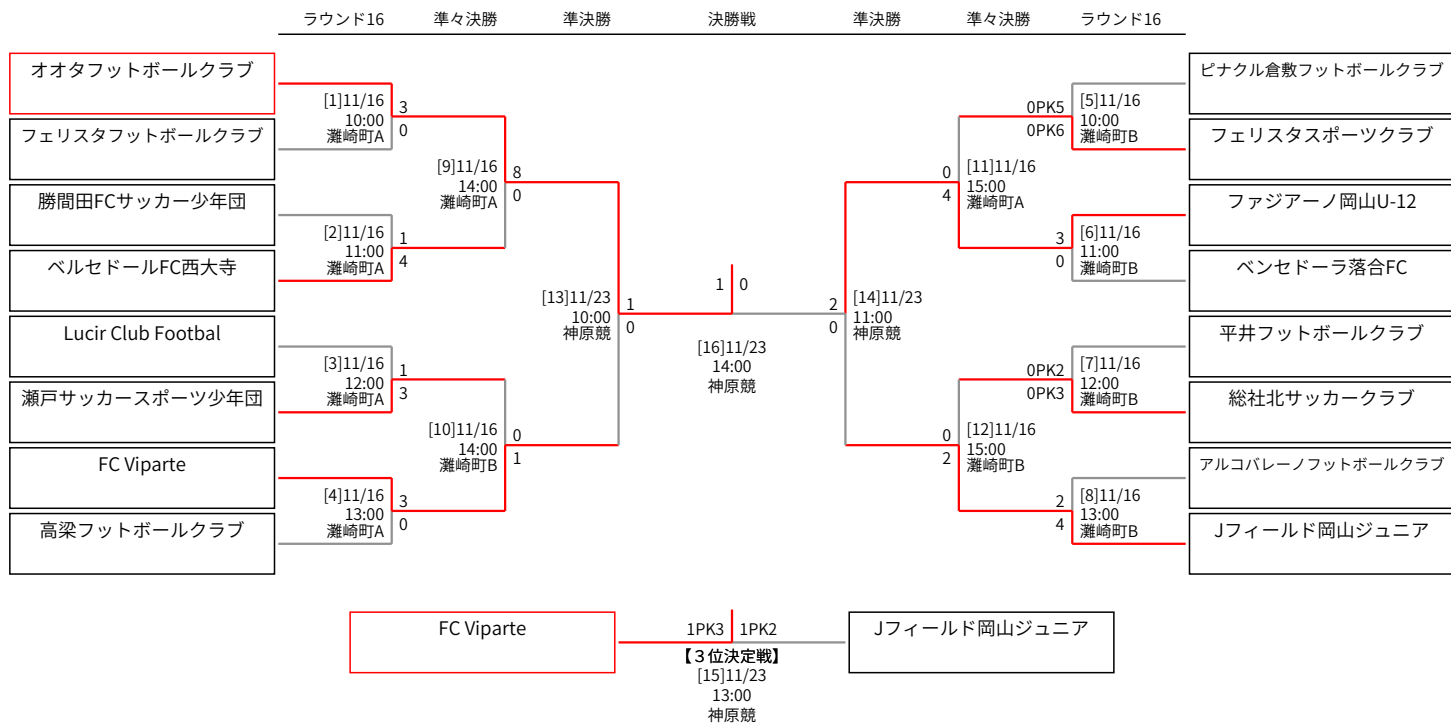 ラウンド16 準々決勝 準決勝 決勝戦 準決勝 準々決勝 ラウンド16
オオタフットボールクラブ
フェリスタフットボールクラブ
勝間田FCサッカー少年団
ベルセドールFC西大寺
Lucir Club Footbal
瀬戸サッカースポーツ少年団
FC Viparte
高梁フットボールクラブ
[1]11/16
10:00
灘崎町A
3
0
[2]11/16
11:00
灘崎町A
1
4
[3]11/16
12:00
灘崎町A
1
3
[4]11/16
13:00
灘崎町A
3
0
[9]11/16
14:00
灘崎町A
8
0
[10]11/16
14:00
灘崎町B
0
1
[13]11/23
10:00
神原競
1
0
1 0
[16]11/23
14:00
神原競
2
0
[14]11/23
11:00
神原競
0
4
[11]11/16
15:00
灘崎町A
0
2
[12]11/16
15:00
灘崎町B
0PK5
0PK6
[5]11/16
10:00
灘崎町B
3
0
[6]11/16
11:00
灘崎町B
0PK2
0PK3
[7]11/16
12:00
灘崎町B
2
4
[8]11/16
13:00
灘崎町B
ピナクル倉敷フットボールクラブ
フェリスタスポーツクラブ
ファジアーノ岡山U-12
ベンセドーラ落合FC
平井フットボールクラブ
総社北サッカークラブ
アルコバレーノフットボールクラブ
Jフィールド岡山ジュニア
FC Viparte 1PK3 1PK2 Jフィールド岡山ジュニア
【３位決定戦】
[15]11/23
13:00
神原競